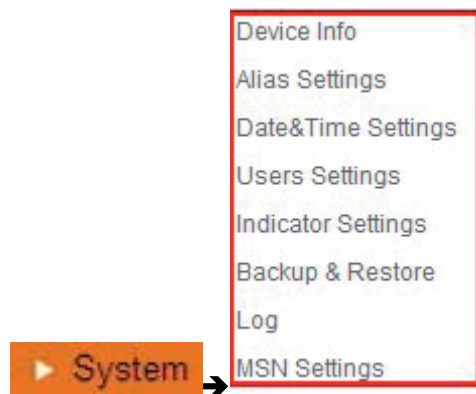 Device Info
Alias Settings
Date&Time Settings
Users Settings
Indicator Settings
Backup & Restore
Log
System
MSN Settings